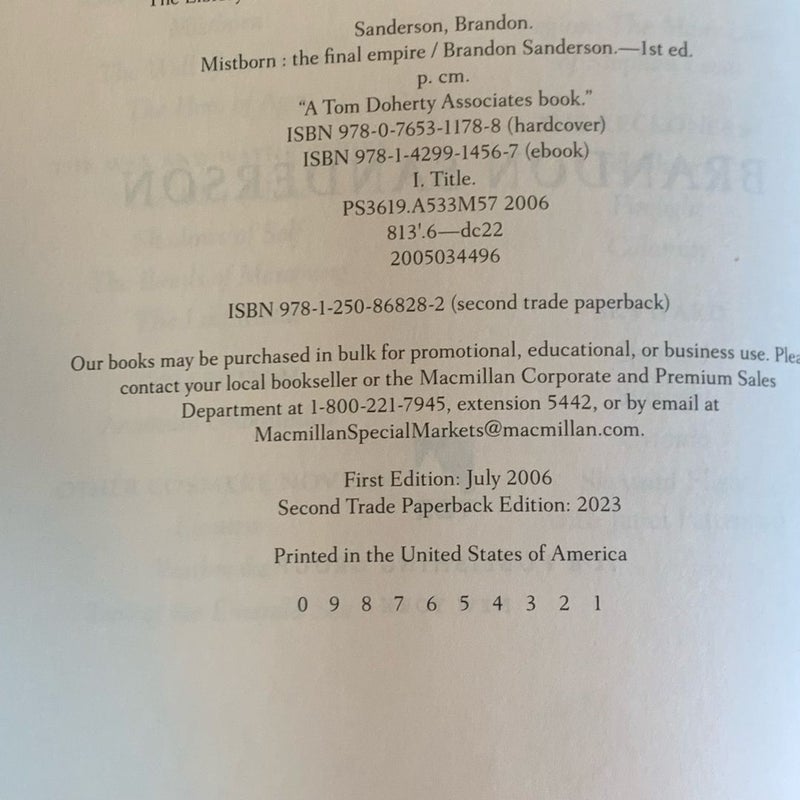 The Library
Sanderson, Brandon.
Mistborn : the final empire / Brandon Sanderson.—1st ed.
p. cm.
“A Tom Doherty Associates book.”
ISBN 978-0-7653-1178-8 (hardcover)
ISBN 978-1-4299-1456-7 (ebook)
I. Title.
PS3619.A533M57 2006
813'.6—dc22
2005034496
ISBN 978-1-250-86828-2 (second trade paperback)
Our books may be purchased in bulk for promotional, educational, or business use. Plea
contact your local bookseller or the Macmillan Corporate and Premium Sales
Department at 1-800-221-7945, extension 5442, or by email at
MacmillanSpecialMarkets@macmillan.com.
First Edition: July 2006
Second Trade Paperback Edition: 2023
Printed in the United States of America
0 9 8 7 6 5 4 3 2 1